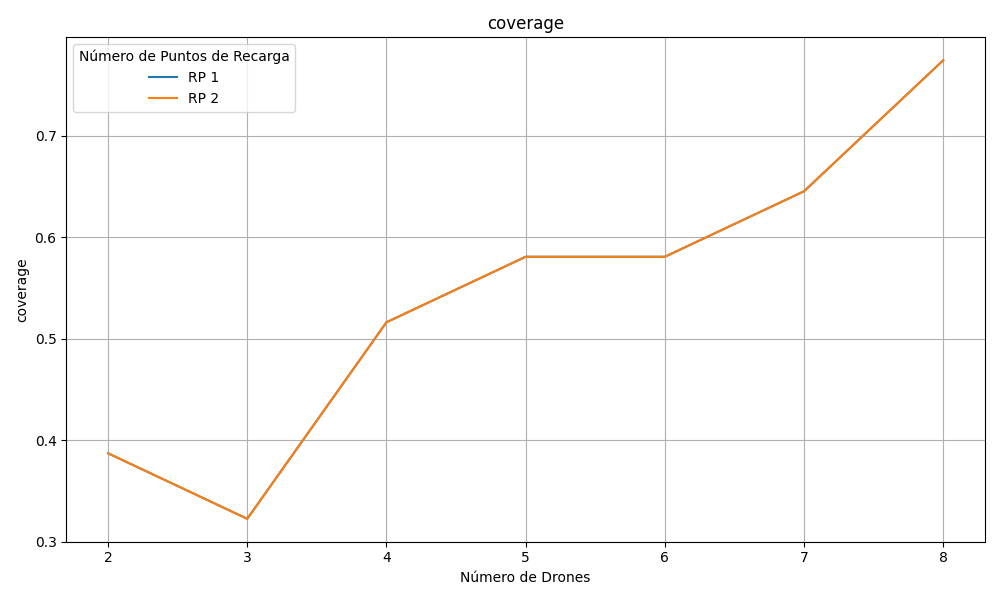 coverage
Número de Puntos de Recarga
RP 1
RP 2
coverage
0.7
0.6
0.5
0.4
0.3
2 3 4 5 6 7 8
Número de Drones